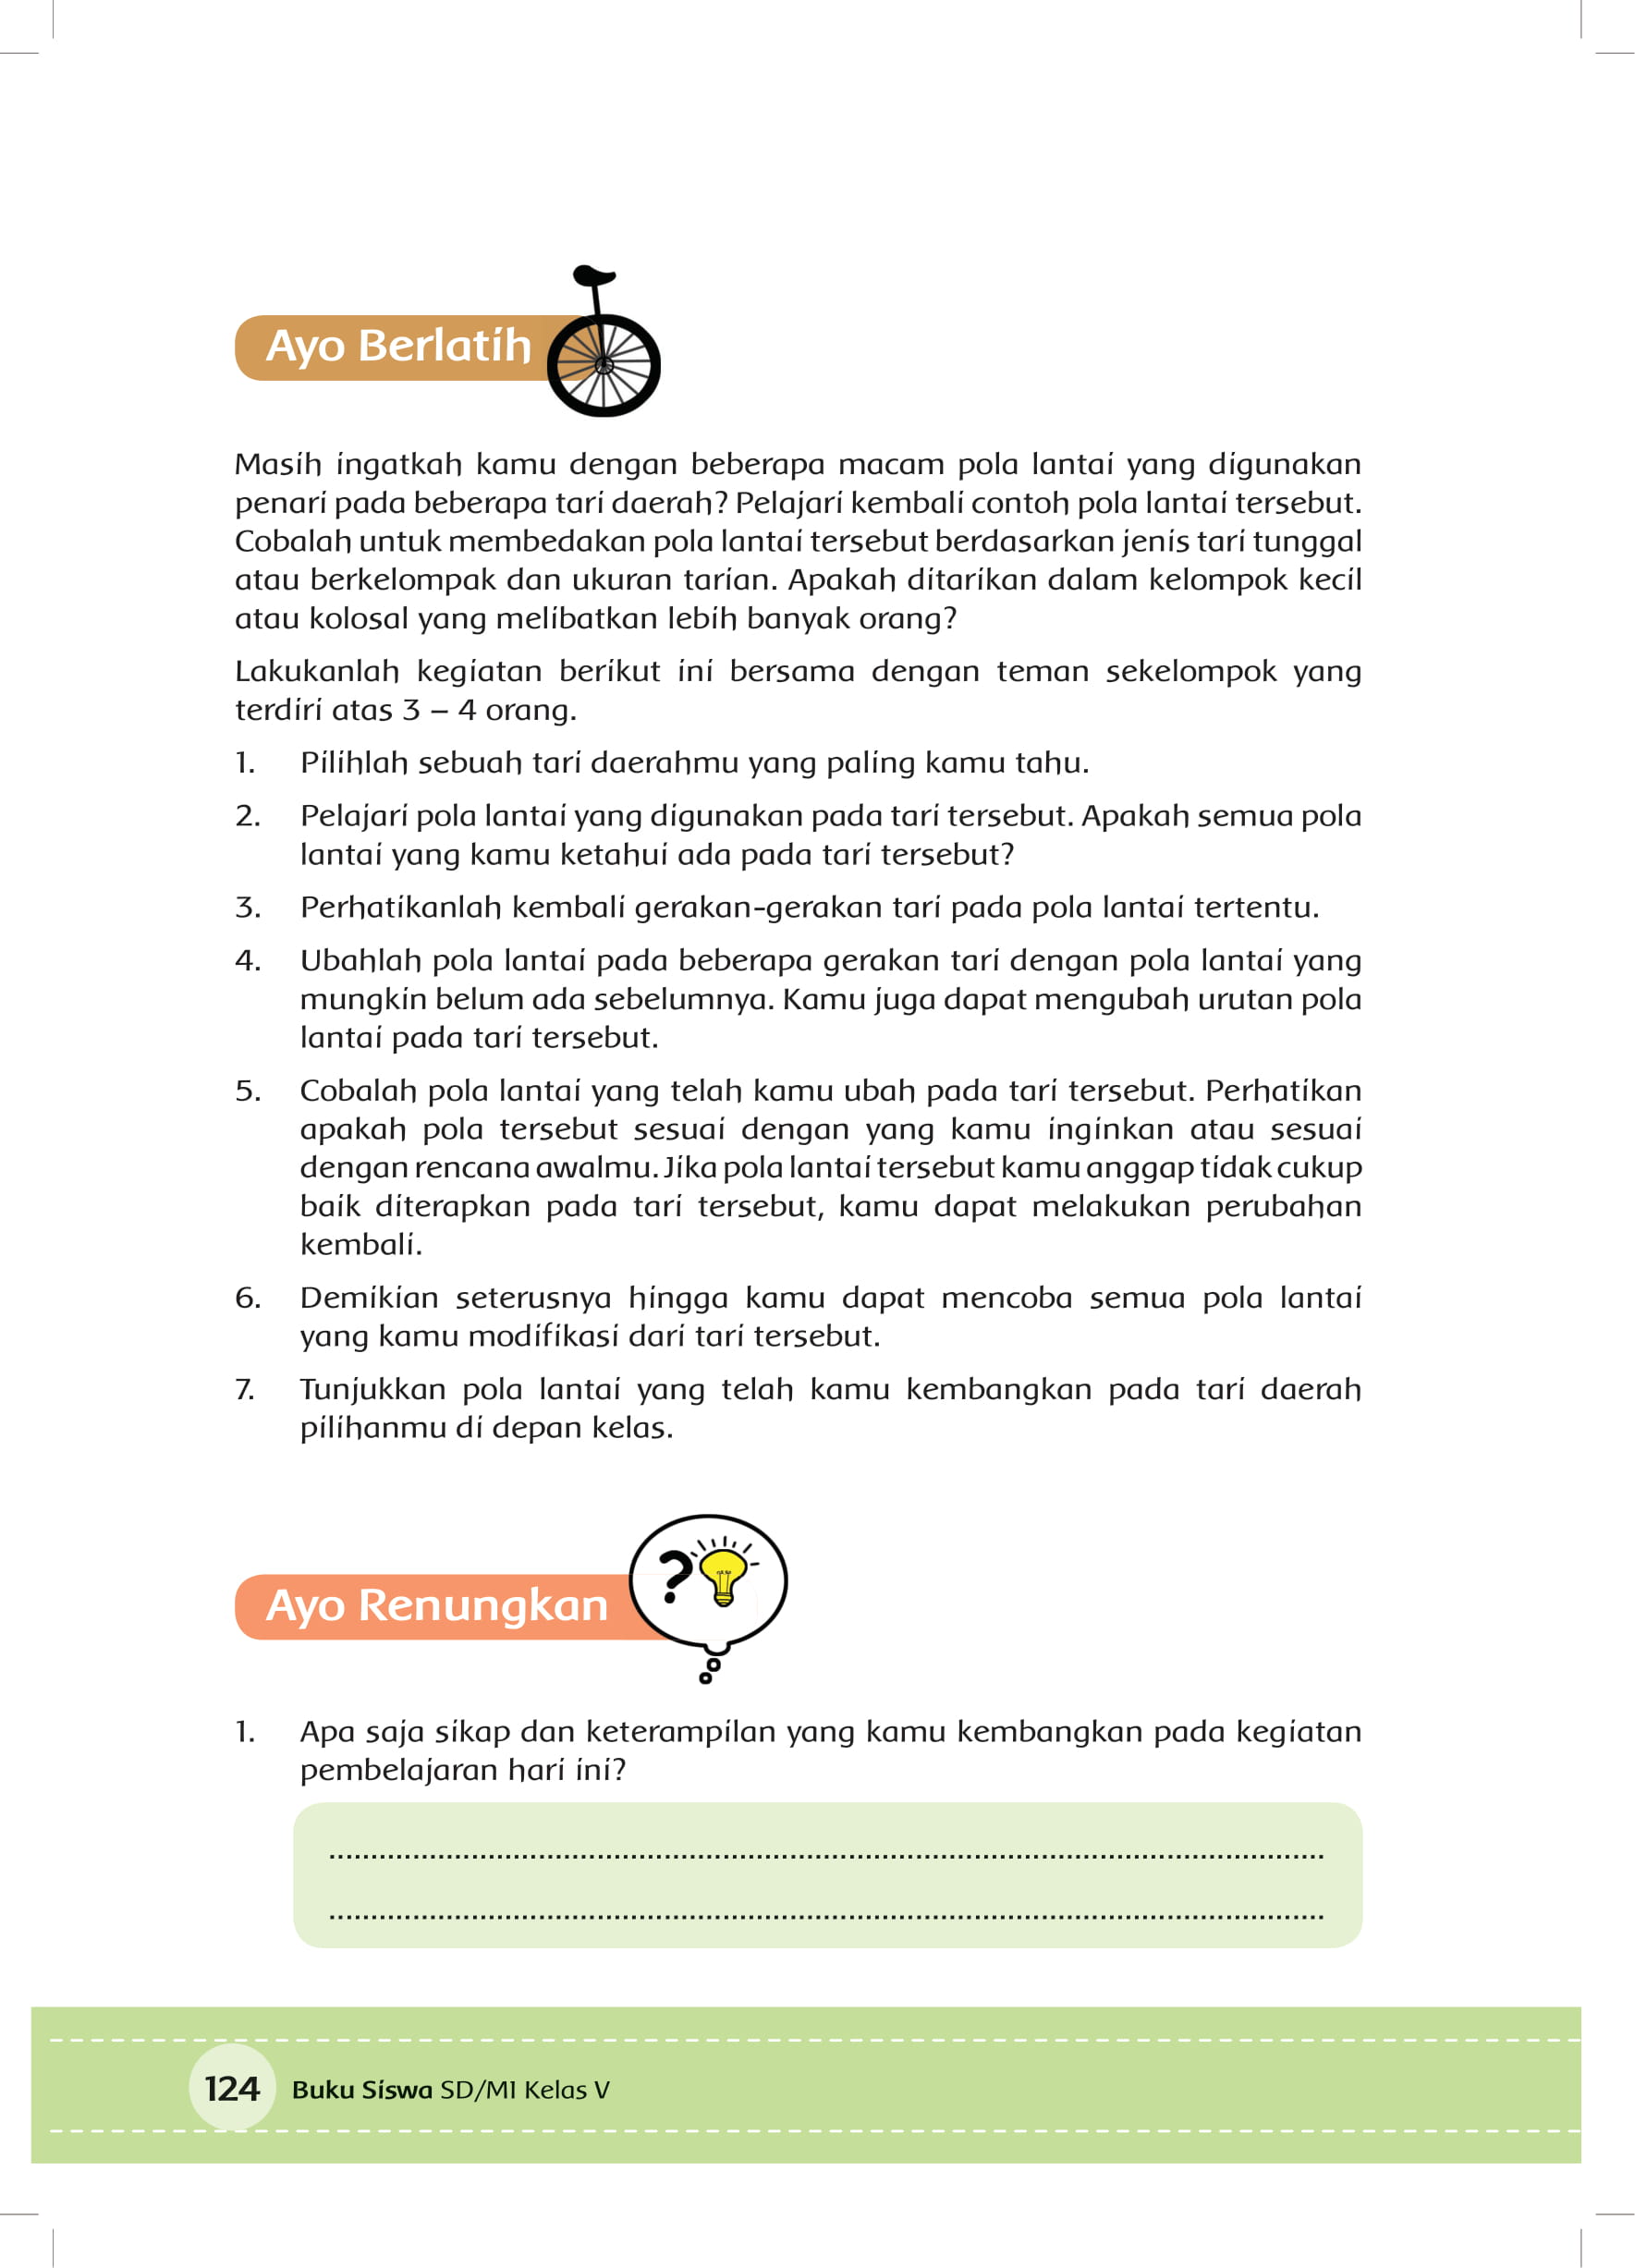 Ayo Berlatih
Masih ingatkah kamu dengan beberapa macam pola lantai yang digunakan
penari pada beberapa tari daerah? Pelajari kembali contoh pola lantai tersebut.
Cobalah untuk membedakan pola lantai tersebut berdasarkan jenis tari tunggal
atau berkelompak dan ukuran tarian. Apakah ditarikan dalam kelompok kecil
atau kolosal yang melibatkan lebih banyak orang?
Lakukanlah kegiatan berikut ini bersama dengan teman sekelompok yang
terdiri atas 3 – 4 orang.
1. Pilihlah sebuah tari daerahmu yang paling kamu tahu.
2. Pelajari pola lantai yang digunakan pada tari tersebut. Apakah semua pola
lantai yang kamu ketahui ada pada tari tersebut?
3. Perhatikanlah kembali gerakan-gerakan tari pada pola lantai tertentu.
4. Ubahlah pola lantai pada beberapa gerakan tari dengan pola lantai yang
mungkin belum ada sebelumnya. Kamu juga dapat mengubah urutan pola
lantai pada tari tersebut.
5. Cobalah pola lantai yang telah kamu ubah pada tari tersebut. Perhatikan
apakah pola tersebut sesuai dengan yang kamu inginkan atau sesuai
dengan rencana awalmu. Jika pola lantai tersebut kamu anggap tidak cukup
baik diterapkan pada tari tersebut, kamu dapat melakukan perubahan
kembali.
6. Demikian seterusnya hingga kamu dapat mencoba semua pola lantai
yang kamu modifikasi dari tari tersebut.
7. Tunjukkan pola lantai yang telah kamu kembangkan pada tari daerah
pilihanmu di depan kelas.
?
Ayo Renungkan
1. Apa saja sikap dan keterampilan yang kamu kembangkan pada kegiatan
pembelajaran hari ini?
124 Buku Siswa SD/MI Kelas V